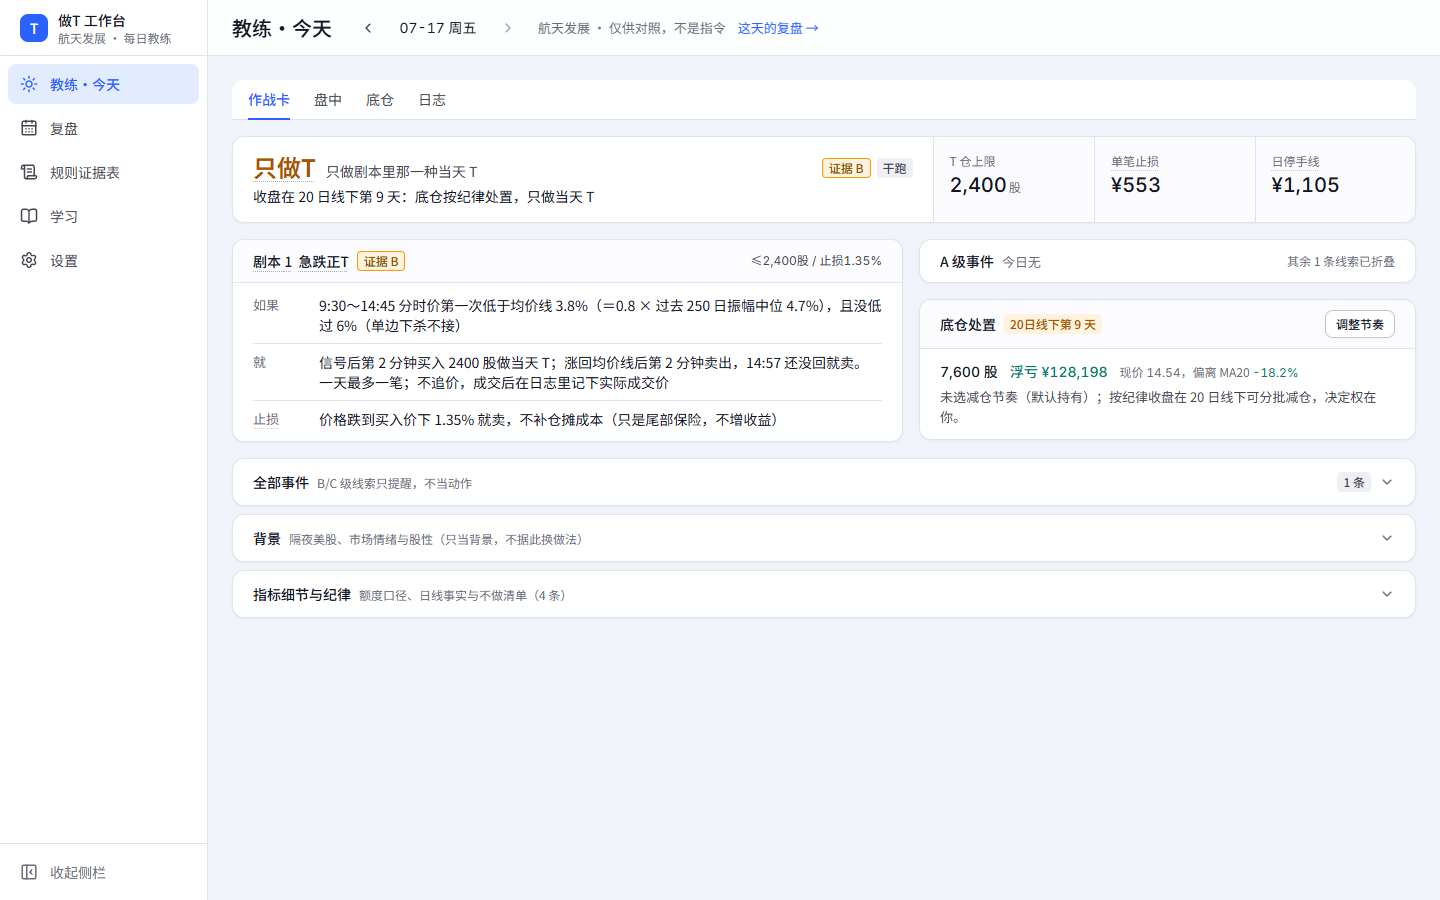 T
做T 工作台
航天发展 · 每日教练
教练·今天
复盘
规则证据表
学习
设置
收起侧栏
教练·今天
07-17 周五
航天发展 · 仅供对照，不是指令
这天的复盘→
作战卡
盘中
底仓
日志
只做T 只做剧本里那一种当天 T
证据 B
干跑
收盘在 20 日线下第 9 天：底仓按纪律处置，只做当天 T
T 仓上限
2,400股
单笔止损
¥553
日停手线
¥1,105
剧本 1 急跌正T 证据 B
≤2,400股 / 止损1.35%
如果
9:30～14:45 分时价第一次低于均价线 3.8%（＝0.8 × 过去 250 日振幅中位 4.7%），且没低
过 6%（单边下杀不接）
就
信号后第 2 分钟买入 2400 股做当天 T；涨回均价线后第 2 分钟卖出，14:57 还没回就卖。
一天最多一笔；不追价，成交后在日志里记下实际成交价
止损
价格跌到买入价下 1.35% 就卖，不补仓摊成本（只是尾部保险，不增收益）
A 级事件 今日无
其余 1 条线索已折叠
底仓处置 20日线下第 9 天
调整节奏
7,600 股 浮亏 ¥128,198 现价 14.54，偏离 MA20 -18.2%
未选减仓节奏（默认持有）；按纪律收盘在 20 日线下可分批减仓，决定权在
你。
全部事件 B/C 级线索只提醒，不当动作
1 条
背景 隔夜美股、市场情绪与股性（只当背景，不据此换做法）
指标细节与纪律 额度口径、日线事实与不做清单（4 条）